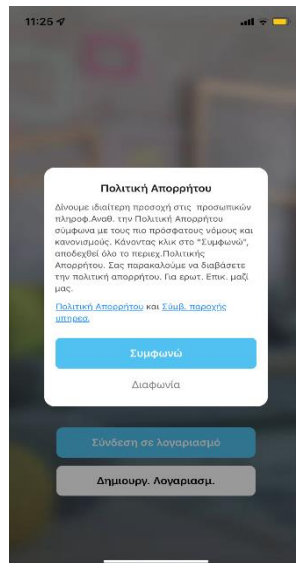 11:25
Πολιτική Απορρήτου
Δίνουμε ιδιαίτερη προσοχή στις προσωπικών
πληροφ.Αναθ. την Πολιτική Απορρήτου
σύμφωνα με τους πιο πρόσφατους νόμους και
κανονισμούς. Κάνοντας κλικ στο "Συμφωνώ",
αποδεχθεί όλο το περιεχ.Πολιτικής
Απορρήτου. Σας παρακαλούμε να διαβάσετε
την πολιτική απορρήτου. Για ερωτ. Επικ. μαζί
μας.
Πολιτική Απορρήτου και Σύμβ. παροχής
υπηρεσ.
Συμφωνώ
Διαφωνία
Σύνδεση σε λογαριασμό
Δημιουργ. Λογαριασμ.